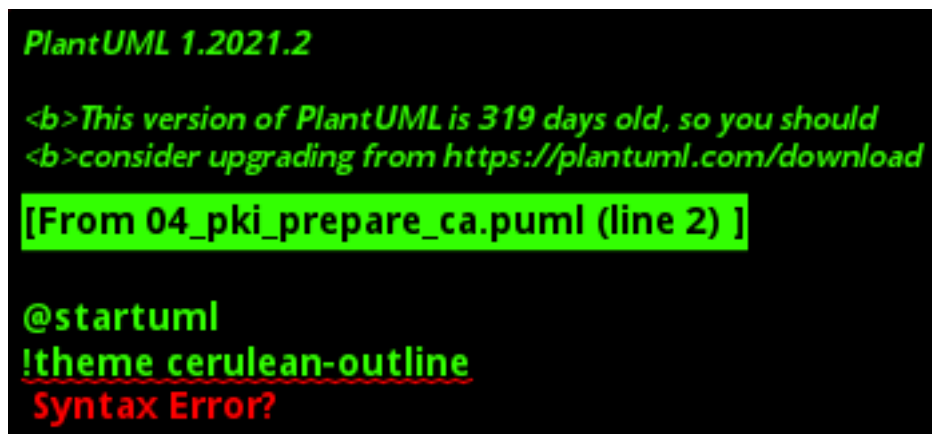 PlantUML 1.2021.2
<b>This version of PlantUML is 319 days old, so you should
<b>consider upgrading from https://plantuml.com/download
[From 04_pki_prepare_ca.puml (line 2) ]
@startuml
!theme cerulean-outline
Syntax Error?